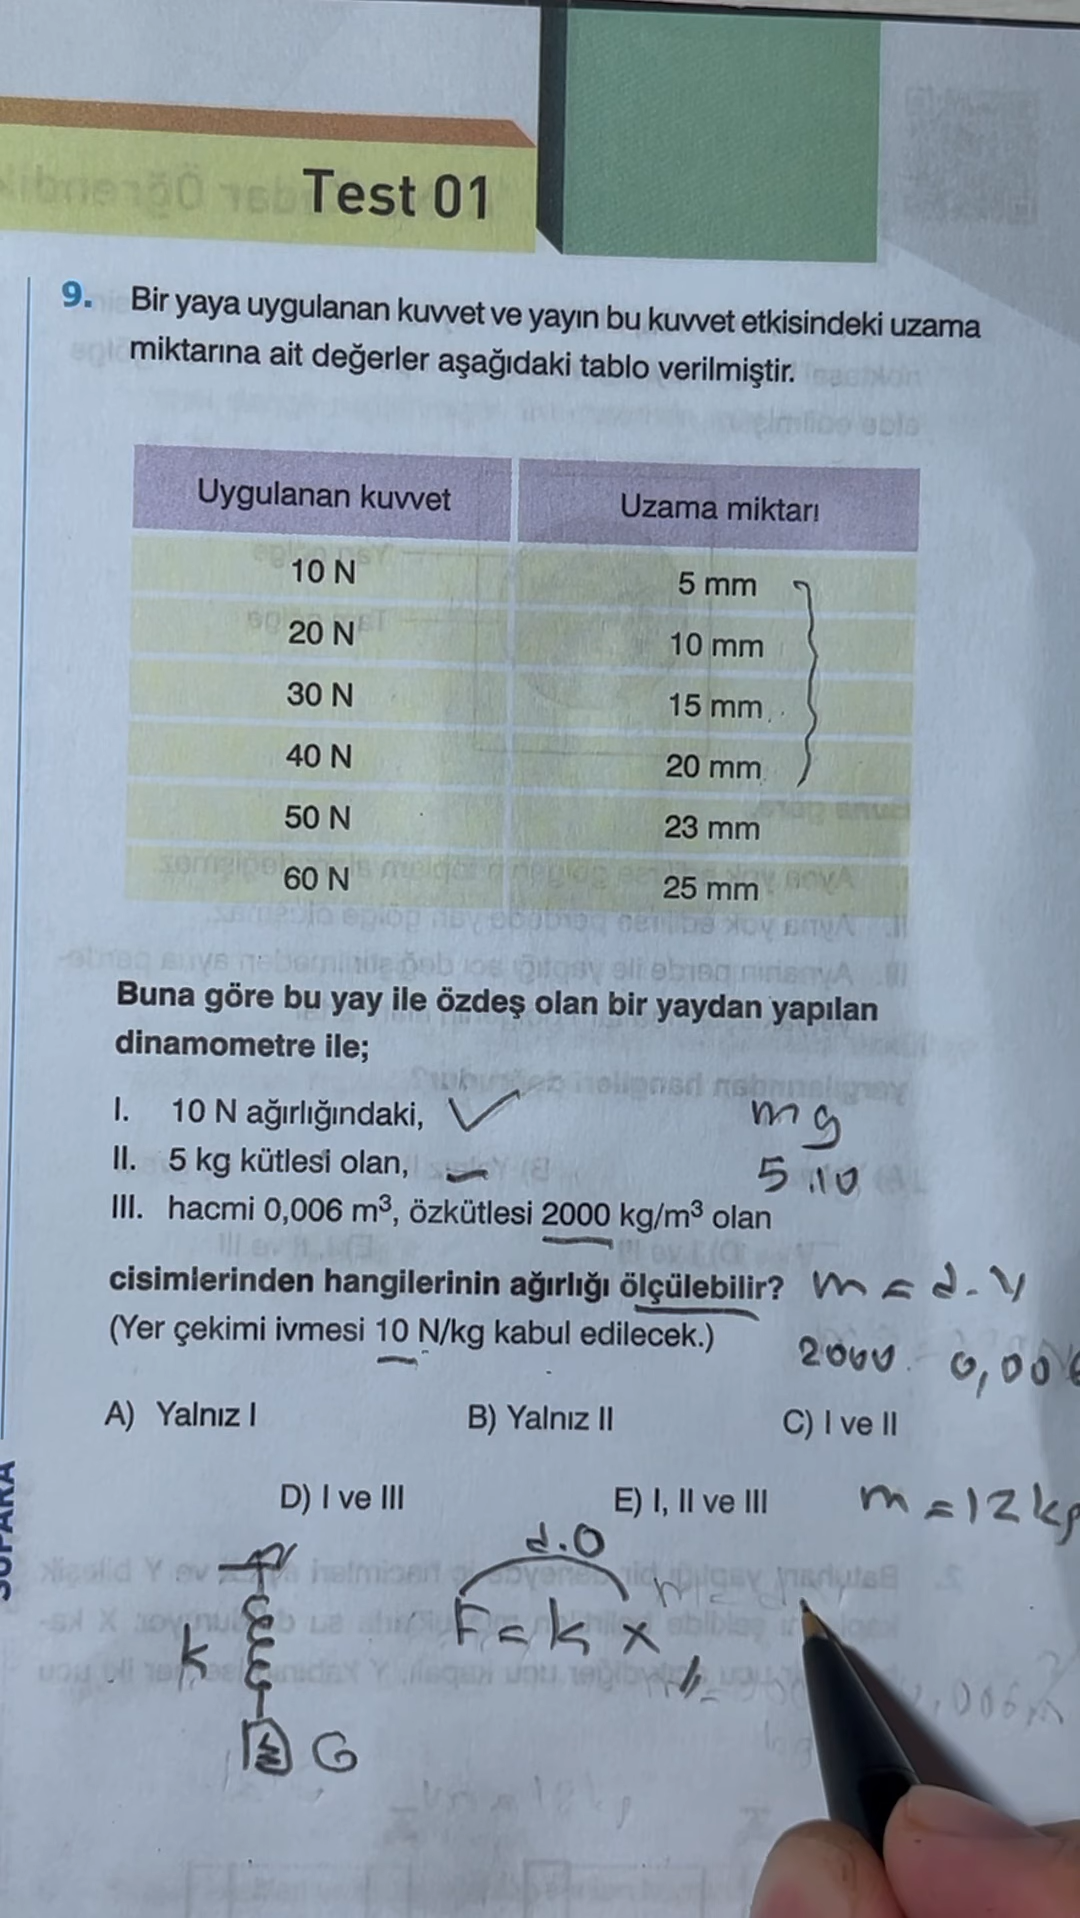 Test 01
9. Bir yaya uygulanan kuvvet ve yayın bu kuvvet etkisindeki uzama
miktarına ait değerler aşağıdaki tablo verilmiştir.
Uygulanan kuvvet Uzama miktarı
10 N 5 mm
20 N 10 mm
30 N 15 mm
40 N 20 mm
50 N 23 mm
60 N 25 mm
Buna göre bu yay ile özdeş olan bir yaydan yapılan
dinamometre ile;
I. 10 N ağırlığındaki,
II. 5 kg kütlesi olan,
III. hacmi 0,006 m³, özkütlesi 2000 kg/m³ olan
cisimlerinden hangilerinin ağırlığı ölçülebilir?
(Yer çekimi ivmesi 10 N/kg kabul edilecek.)
A) Yalnız I B) Yalnız II C) I ve II
D) I ve III E) I, II ve III
mg
5.10
m = d.V
2000. 0,006
m = 12 kg
d.O
F = k x
k
G